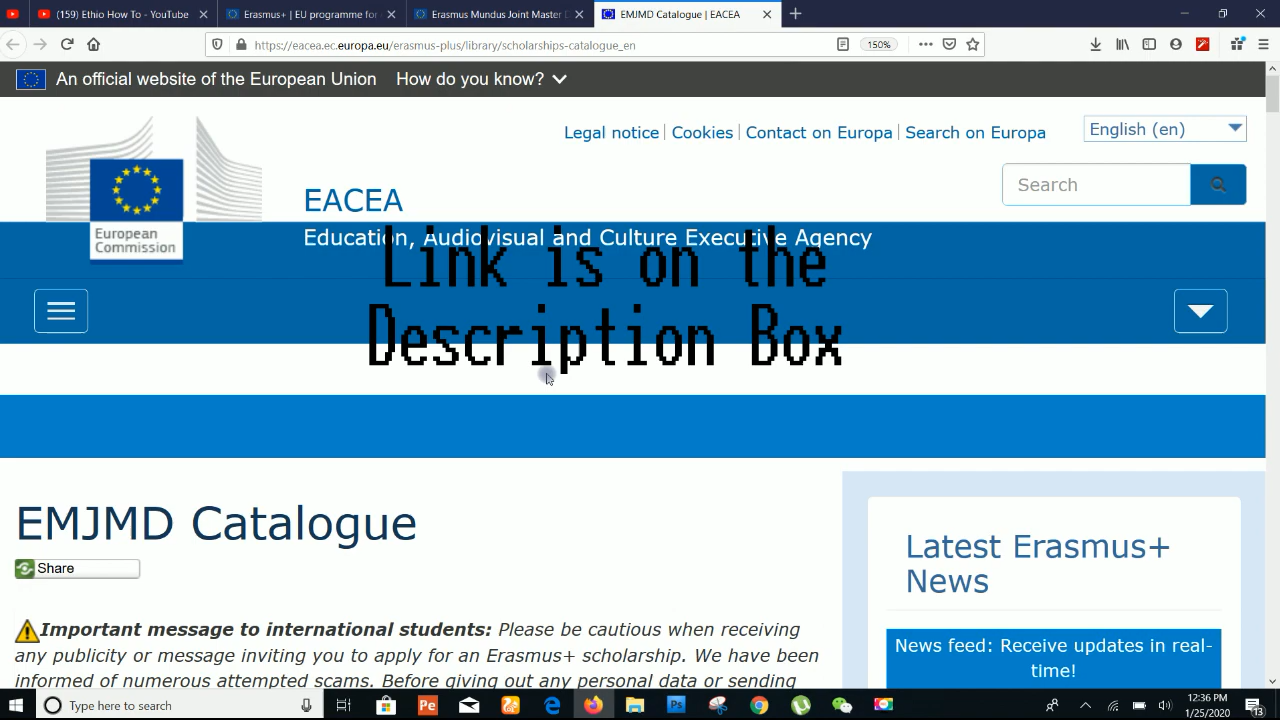 (159) Ethio How To - YouTube
Erasmus+ | EU programme for
Erasmus Mundus Joint Master D
EMJMD Catalogue | EACEA
https://eacea.ec.europa.eu/erasmus-plus/library/scholarships-catalogue_en
150%
An official website of the European Union How do you know?
Legal notice | Cookies | Contact on Europa | Search on Europa
English (en)
European
Commission
EACEA
Search
Education, Audiovisual and Culture Executive Agency
Link is on the
Description Box
EMJMD Catalogue
Share
Important message to international students: Please be cautious when receiving
any publicity or message inviting you to apply for an Erasmus+ scholarship. We have been
informed of numerous attempted scams. Before giving out any personal data or sending
Latest Erasmus+
News
News feed: Receive updates in real-
time!
Type here to search
Pe
Ps
12:36 PM
1/25/2020
13